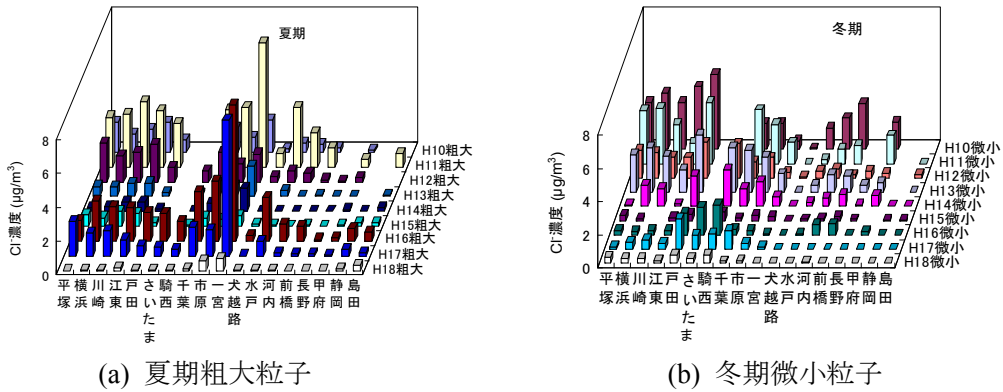 夏期
Cl-濃度 (μg/m3)
8
6
4
2
0
H10粗大
H11粗大
H12粗大
H13粗大
H14粗大
H15粗大
H16粗大
H17粗大
H18粗大
平塚
横浜
川崎
江東
戸田
さいたま
騎西
千葉
市原
一宮
犬越路
水戸
河内
前橋
長野
甲府
静岡
島田
(a) 夏期粗大粒子
冬期
Cl-濃度 (μg/m3)
8
6
4
2
0
H10微小
H11微小
H12微小
H13微小
H14微小
H15微小
H16微小
H17微小
H18微小
平塚
横浜
川崎
江東
戸田
さいたま
騎西
千葉
市原
一宮
犬越路
水戸
河内
前橋
長野
甲府
静岡
島田
(b) 冬期微小粒子